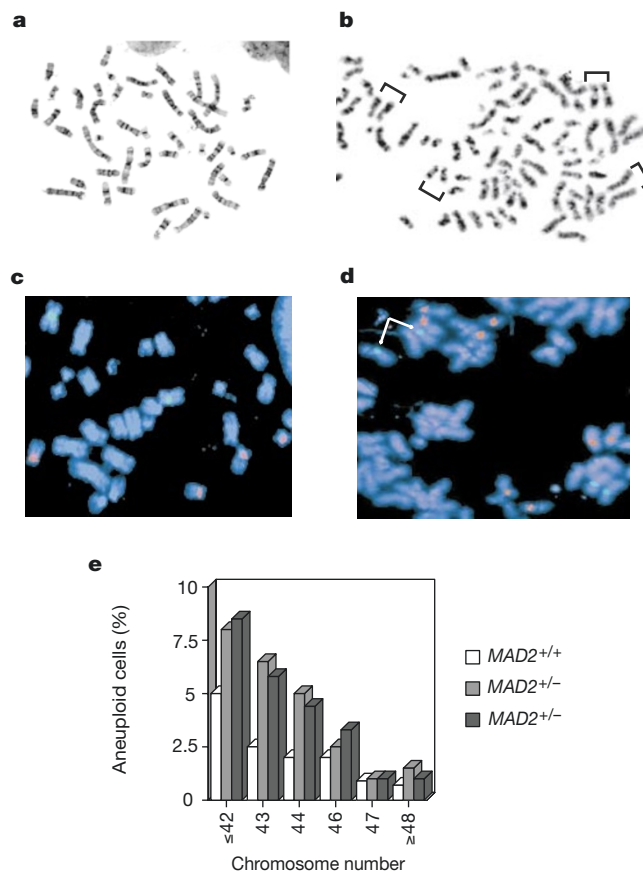 a
b
c
d
e
10
7.5
5
2.5
0
Aneuploid cells (%)
≤42
43
44
46
47
≥48
Chromosome number
MAD2+/+
MAD2+/−
MAD2+/−